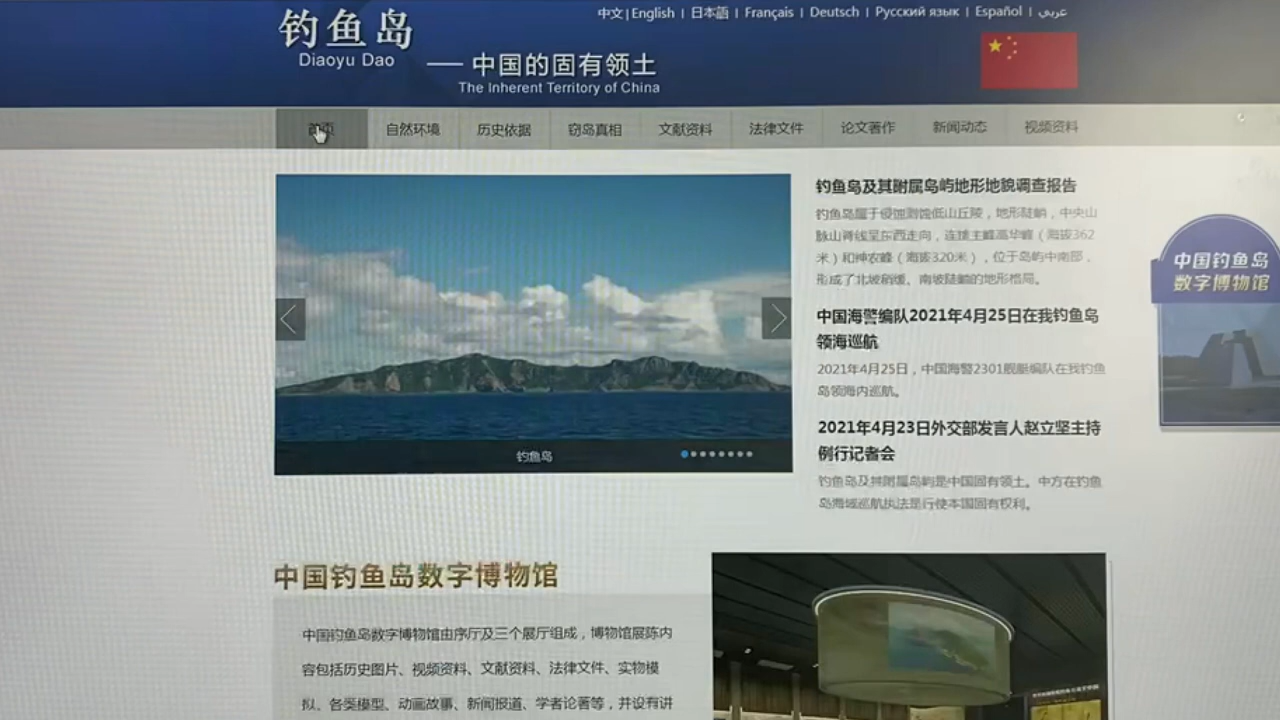 钓鱼岛
Diaoyu Dao
中文 | English | 日本語 | Français | Deutsch | Русский язык | Español | عربي
—— 中国的固有领土
The Inherent Territory of China
首页 自然环境 历史依据 窃岛真相 文献资料 法律文件 论文著作 新闻动态 视频资料
钓鱼岛及其附属岛屿地形地貌调查报告
钓鱼岛属于侵蚀剥蚀低山丘陵，地形陡峭，中央山
脉山脊线呈东西走向，连接主峰高华峰（海拔362
米）和神农峰（海拔320米），位于岛屿中南部，
形成了北坡稍缓、南坡陡峭的地形格局。
中国海警编队2021年4月25日在我钓鱼岛
领海巡航
2021年4月25日，中国海警2301舰艇编队在我钓鱼
岛领海内巡航。
2021年4月23日外交部发言人赵立坚主持
例行记者会
钓鱼岛及其附属岛屿是中国固有领土。中方在钓鱼
岛海域巡航执法是行使本国固有权利。
钓鱼岛
中国钓鱼岛
数字博物馆
中国钓鱼岛数字博物馆
中国钓鱼岛数字博物馆由序厅及三个展厅组成，博物馆展陈内
容包括历史图片、视频资料、文献资料、法律文件、实物模
拟、各类模型、动画故事、新闻报道、学者论著等，并设有讲